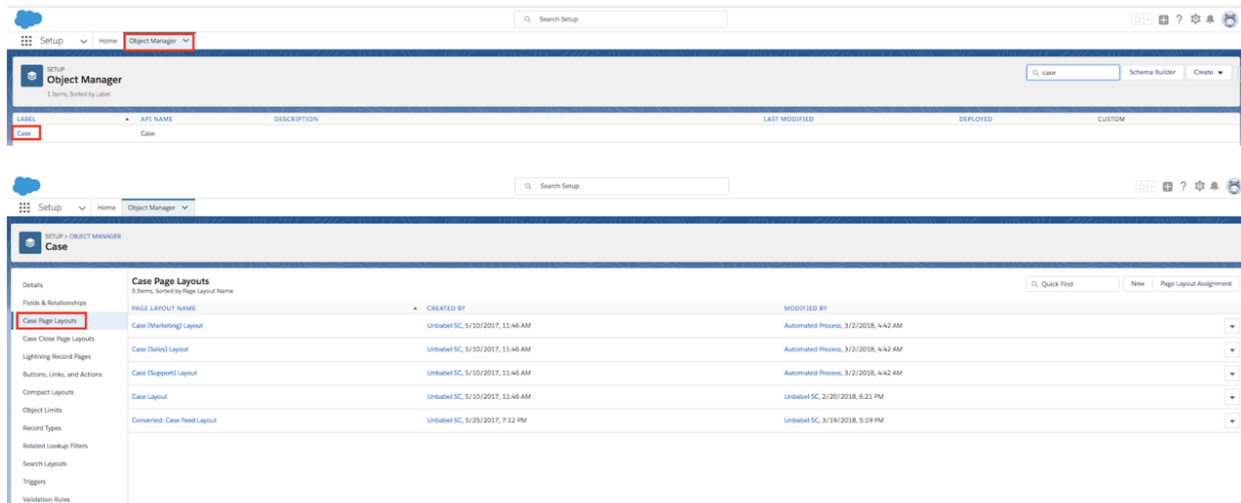 Search Setup
Setup Home Object Manager
SETUP
Object Manager
1 Items, Sorted by Label
case Schema Builder Create
LABEL API NAME DESCRIPTION LAST MODIFIED DEPLOYED CUSTOM
Case Case
Search Setup
Setup Home Object Manager
SETUP > OBJECT MANAGER
Case
Details
Fields & Relationships
Case Page Layouts
Case Close Page Layouts
Lightning Record Pages
Buttons, Links, and Actions
Compact Layouts
Object Limits
Record Types
Related Lookup Filters
Search Layouts
Triggers
Validation Rules
Case Page Layouts
5 Items, Sorted by Page Layout Name
Quick Find New Page Layout Assignment
PAGE LAYOUT NAME CREATED BY MODIFIED BY
Case (Marketing) Layout Unbabel SC, 5/10/2017, 11:46 AM Automated Process, 3/2/2018, 4:42 AM
Case (Sales) Layout Unbabel SC, 5/10/2017, 11:46 AM Automated Process, 3/2/2018, 4:42 AM
Case (Support) Layout Unbabel SC, 5/10/2017, 11:46 AM Automated Process, 3/2/2018, 4:42 AM
Case Layout Unbabel SC, 5/10/2017, 11:46 AM Unbabel SC, 2/20/2018, 6:21 PM
Converted: Case Feed Layout Unbabel SC, 5/25/2017, 7:12 PM Unbabel SC, 3/19/2018, 5:19 PM